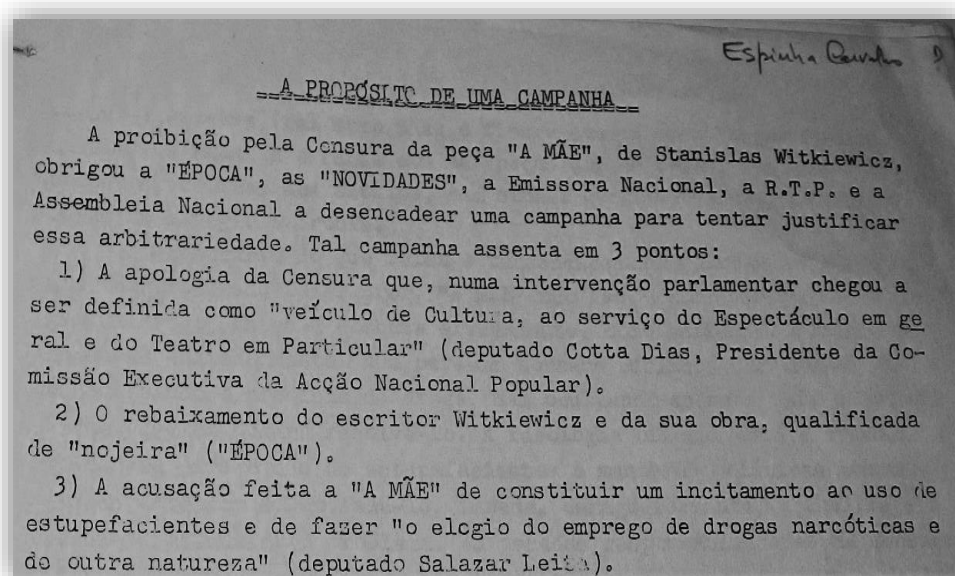 Espinha
A PROPÓSITO DE UMA CAMPANHA
A proibição pela Censura da peça "A MÃE", de Stanislas Witkiewicz,
obrigou a "ÉPOCA", as "NOVIDADES", a Emissora Nacional, a R.T.P. e a
Assembleia Nacional a desencadear uma campanha para tentar justificar
essa arbitrariedade. Tal campanha assenta em 3 pontos:
1) A apologia da Censura que, numa intervenção parlamentar chegou a
ser definida como "veículo de Cultura, ao serviço do Espectáculo em ge
ral e do Teatro em Particular" (deputado Cotta Dias, Presidente da Co-
missão Executiva da Acção Nacional Popular).
2) O rebaixamento do escritor Witkiewicz e da sua obra, qualificada
de "nojeira" ("ÉPOCA").
3) A acusação feita a "A MÃE" de constituir um incitamento ao uso de
estupefacientes e de fazer "o elogio do emprego de drogas narcóticas e
de outra natureza" (deputado Salazar Leite).